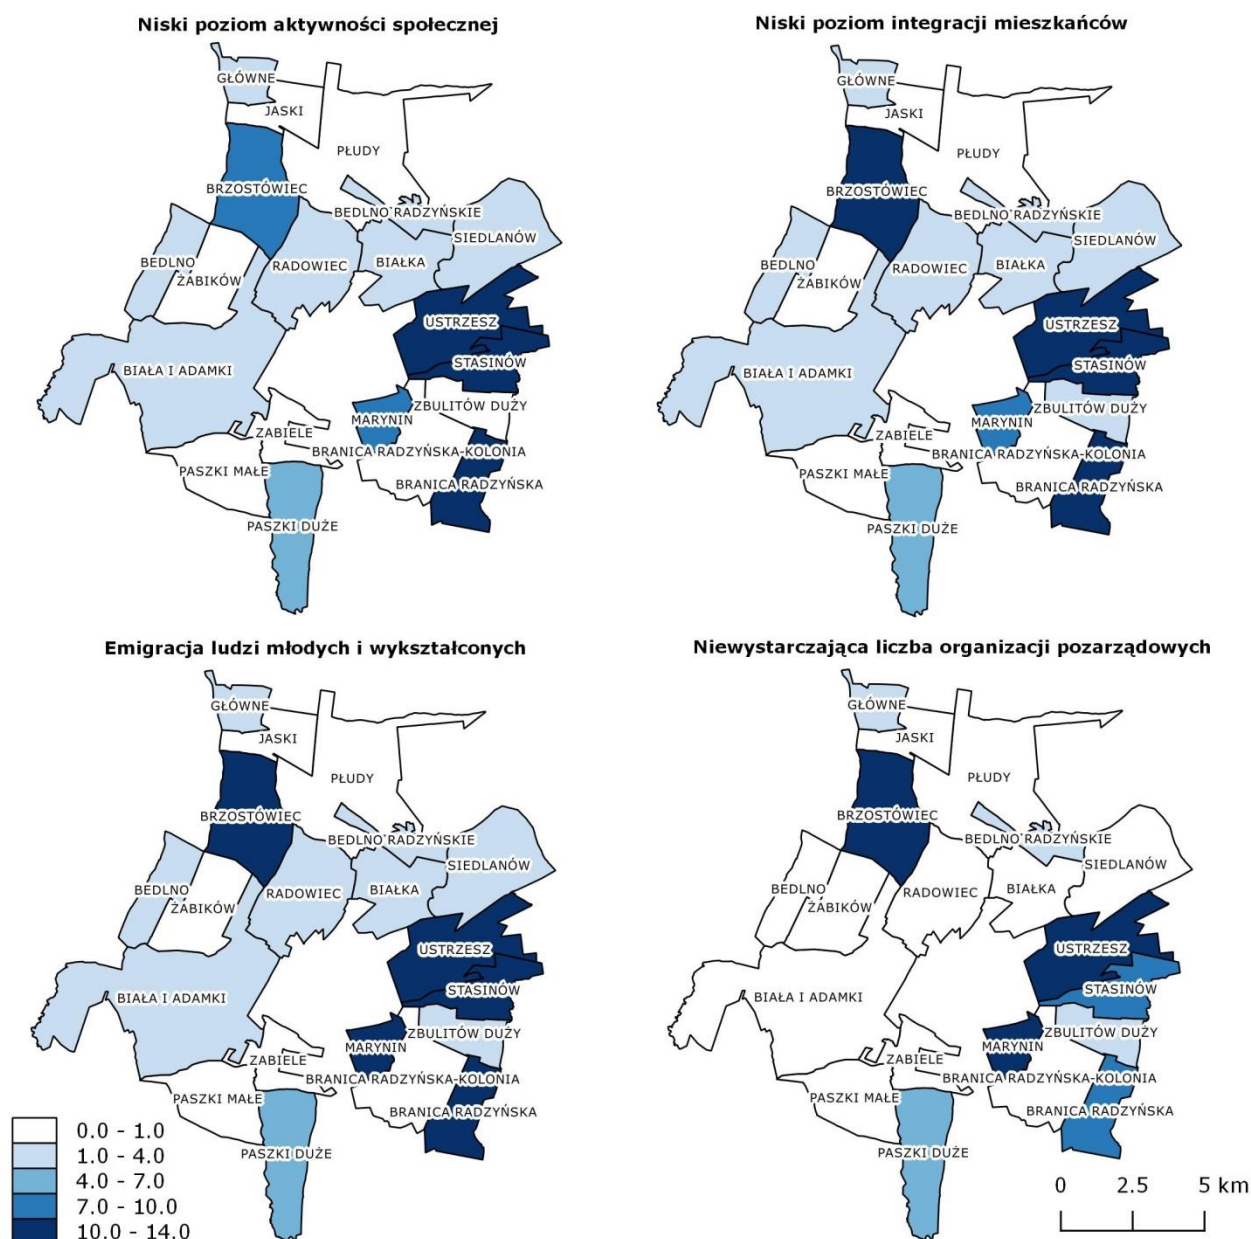 Niski poziom aktywności społecznej
GŁÓWNE
JASKI
PŁUDY
BRZOSTÓWIEC
BEDLNO RADZYŃSKIE
SIEDLANÓW
BEDLNO
ŻABIKÓW
RADOWIEC
BIAŁKA
USTRZESZ
STASINÓW
BIAŁA I ADAMKI
ZBULITÓW DUŻY
MARYNIN
ZABIELE
BRANICA RADZYŃSKA-KOLONIA
PASZKI MAŁE
BRANICA RADZYŃSKA
PASZKI DUŻE
Niski poziom integracji mieszkańców
GŁÓWNE
JASKI
PŁUDY
BRZOSTÓWIEC
BEDLNO RADZYŃSKIE
SIEDLANÓW
BEDLNO
ŻABIKÓW
RADOWIEC
BIAŁKA
USTRZESZ
STASINÓW
BIAŁA I ADAMKI
ZBULITÓW DUŻY
MARYNIN
ZABIELE
BRANICA RADZYŃSKA-KOLONIA
PASZKI MAŁE
BRANICA RADZYŃSKA
PASZKI DUŻE
Emigracja ludzi młodych i wykształconych
GŁÓWNE
JASKI
PŁUDY
BRZOSTÓWIEC
BEDLNO RADZYŃSKIE
SIEDLANÓW
BEDLNO
ŻABIKÓW
RADOWIEC
BIAŁKA
USTRZESZ
STASINÓW
BIAŁA I ADAMKI
ZBULITÓW DUŻY
MARYNIN
ZABIELE
BRANICA RADZYŃSKA-KOLONIA
PASZKI MAŁE
BRANICA RADZYŃSKA
PASZKI DUŻE
0.0 - 1.0
1.0 - 4.0
4.0 - 7.0
7.0 - 10.0
10.0 - 14.0
Niewystarczająca liczba organizacji pozarządowych
GŁÓWNE
JASKI
PŁUDY
BRZOSTÓWIEC
BEDLNO RADZYŃSKIE
SIEDLANÓW
BEDLNO
ŻABIKÓW
RADOWIEC
BIAŁKA
USTRZESZ
STASINÓW
BIAŁA I ADAMKI
ZBULITÓW DUŻY
MARYNIN
ZABIELE
BRANICA RADZYŃSKA-KOLONIA
PASZKI MAŁE
BRANICA RADZYŃSKA
PASZKI DUŻE
0 2.5 5 km